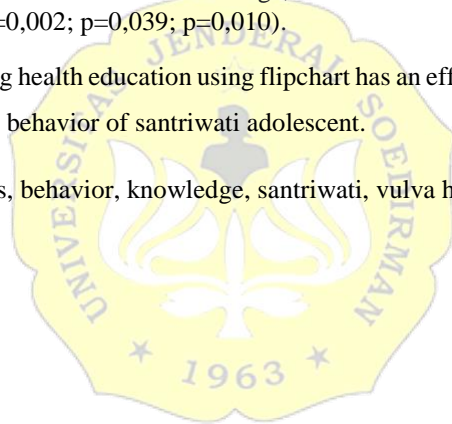 =0,002; p=0,039; p=0,010).
g health education using flipchart has an eff
behavior of santriwati adolescent.
s, behavior, knowledge, santriwati, vulva h
UNIVERSITAS JENDERAL SOEDIRMAN
1963